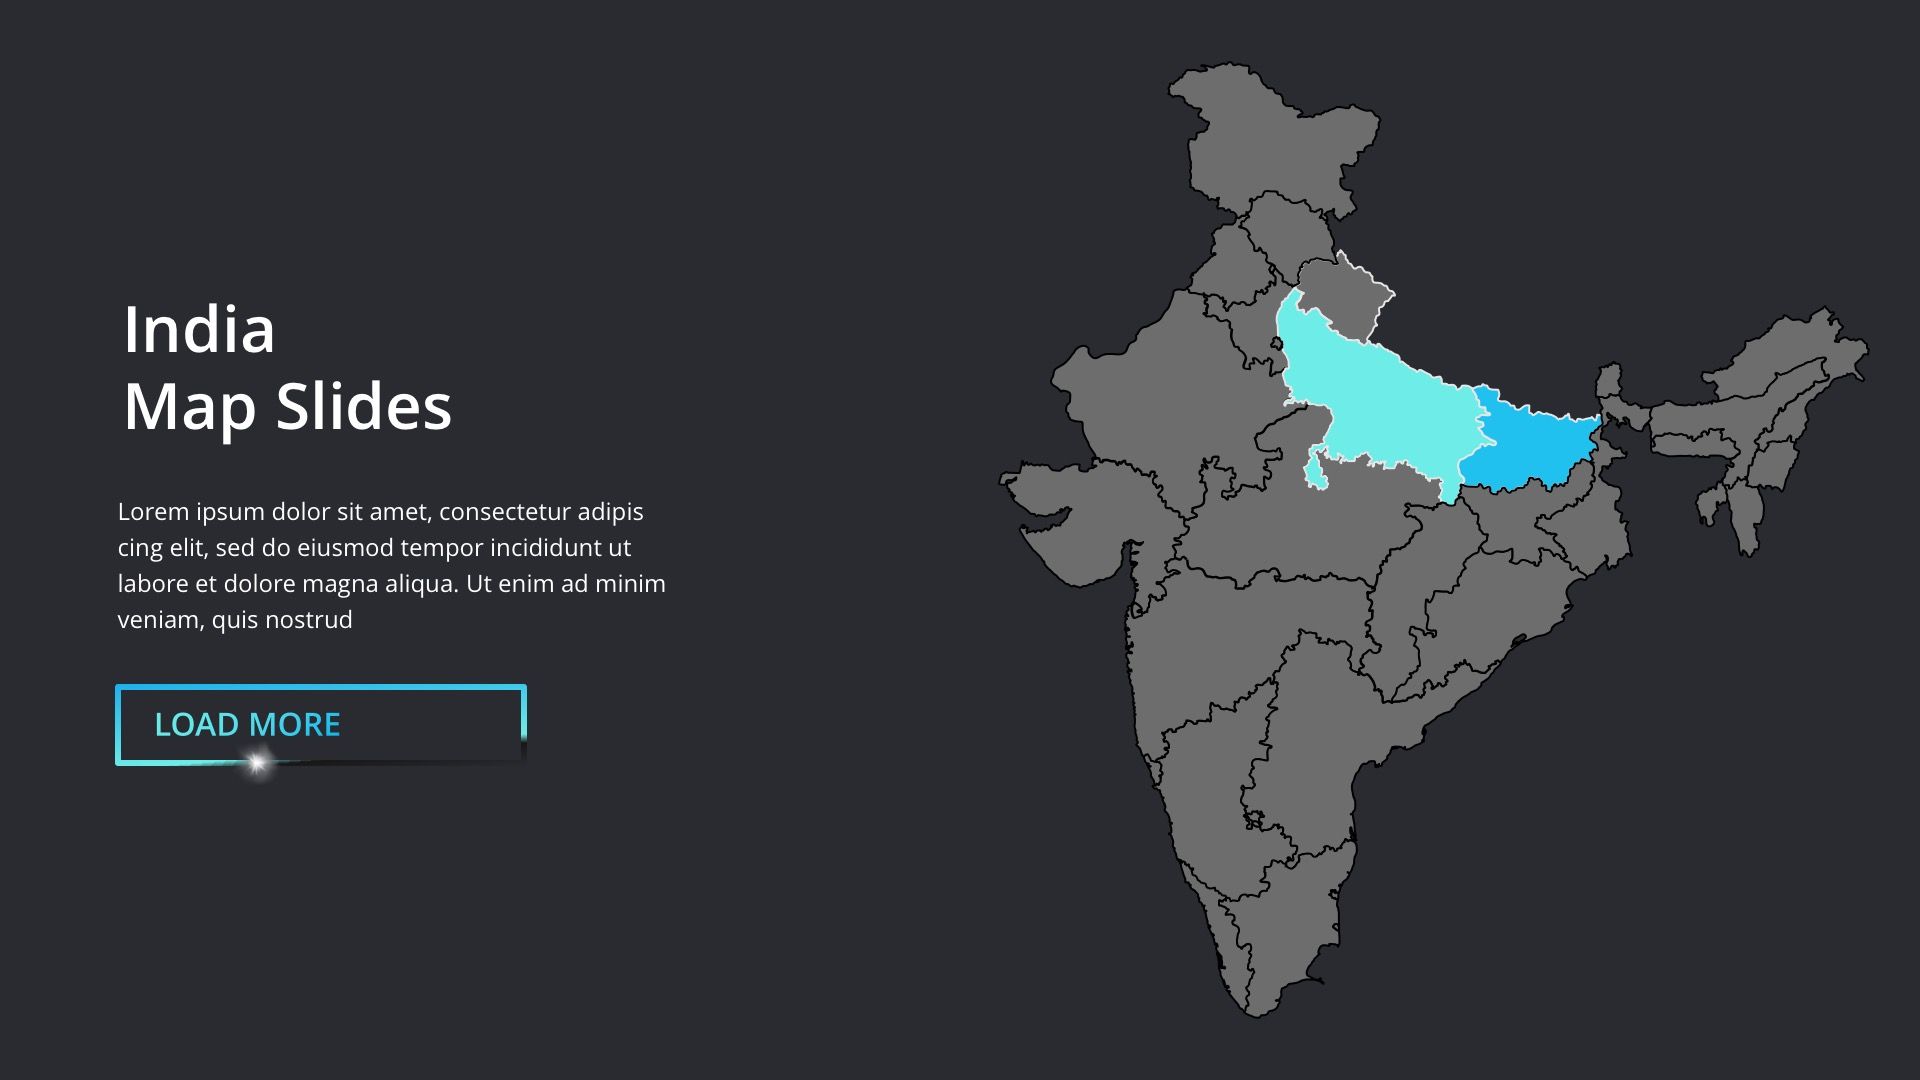 India
Map Slides
Lorem ipsum dolor sit amet, consectetur adipis
cing elit, sed do eiusmod tempor incididunt ut
labore et dolore magna aliqua. Ut enim ad minim
veniam, quis nostrud
LOAD MORE